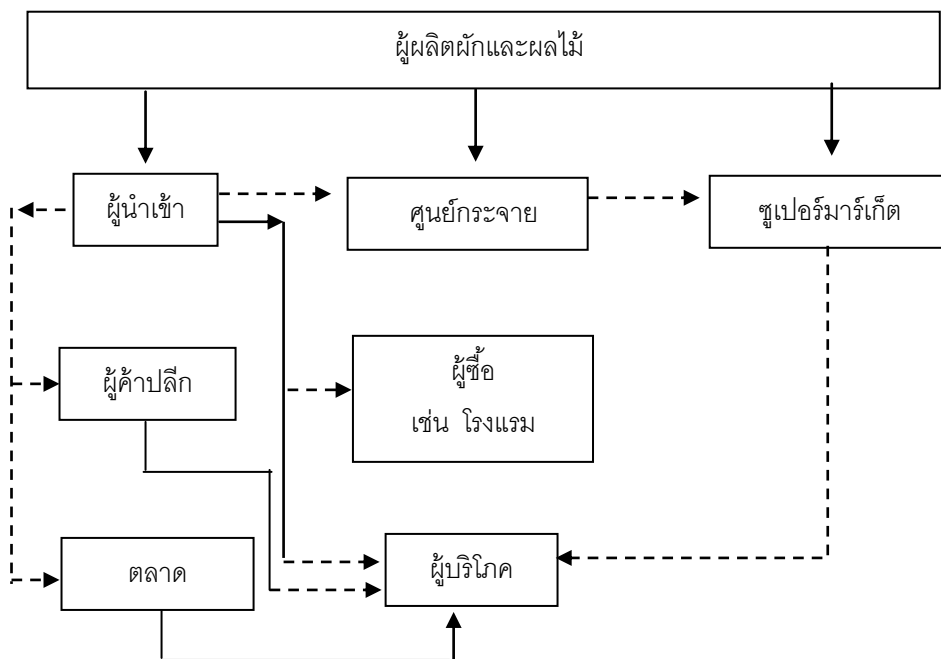 ผู้ผลิตผักและผลไม้
ผู้นำเข้า
ศูนย์กระจาย
ซูเปอร์มาร์เก็ต
ผู้ค้าปลีก
ผู้ซื้อ
เช่น โรงแรม
ตลาด
ผู้บริโภค